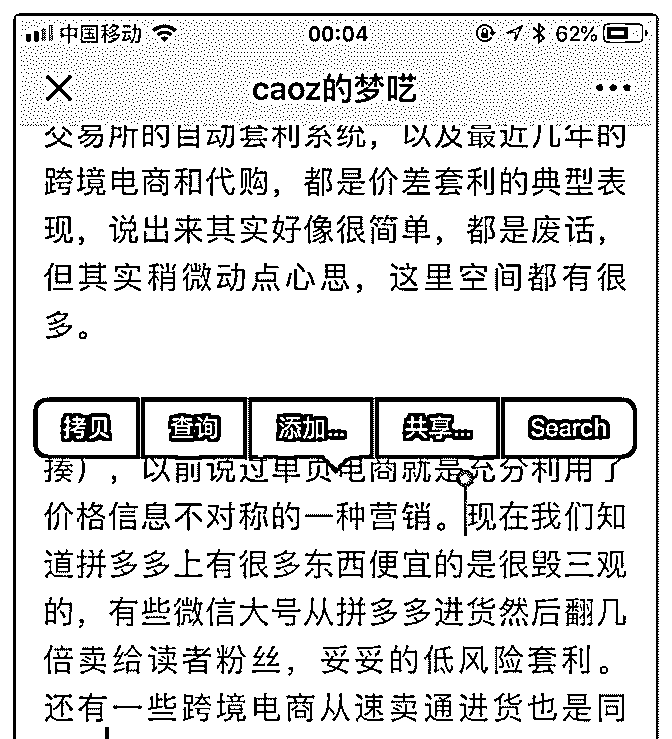 中国移动 00:04 62%
caoz的梦呓
交易所的自动套利系统，以及最近几年的
跨境电商和代购，都是价差套利的典型表
现，说出来其实好像很简单，都是废话，
但其实稍微动点心思，这里空间都有很
多。
拷贝 查询 添加... 共享... Search
揍），以前说过单页电商就是充分利用了
价格信息不对称的一种营销。现在我们知
道拼多多上有很多东西便宜的是很毁三观
的，有些微信大号从拼多多进货然后翻几
倍卖给读者粉丝，妥妥的低风险套利。
还有一些跨境电商从速卖通进货也是同